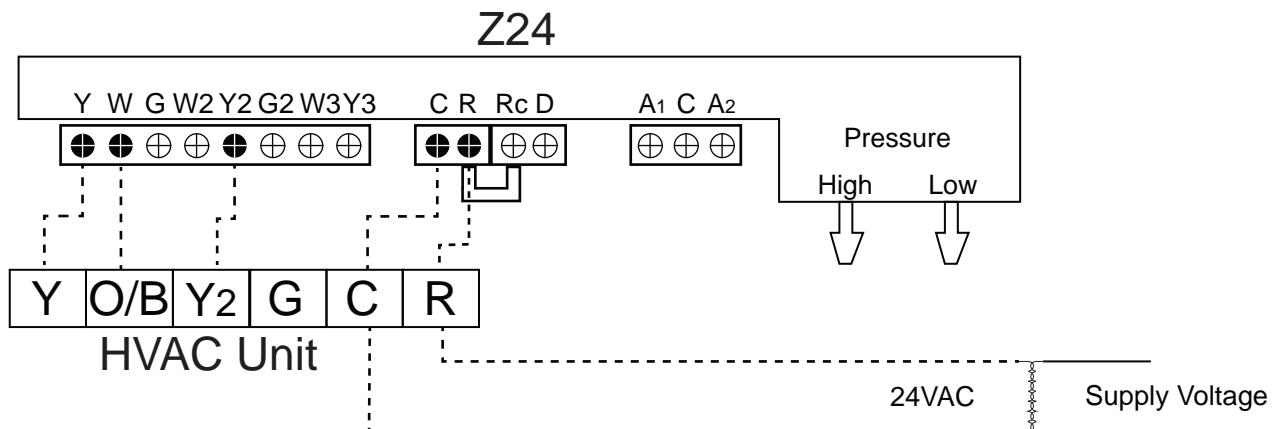 Z24
Y W G W2 Y2 G2 W3 Y3 C R Rc D A1 C A2
Pressure
High Low
Y O/B Y2 G C R
HVAC Unit
24VAC Supply Voltage